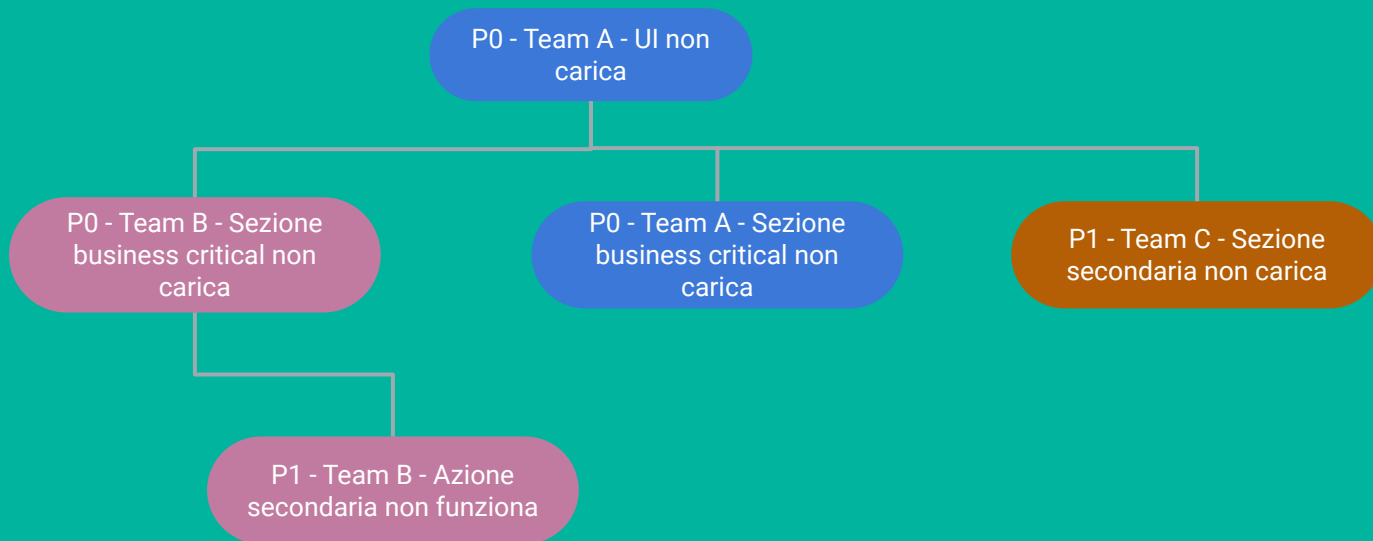 P0 - Team A - UI non
carica
P0 - Team B - Sezione
business critical non
carica
P0 - Team A - Sezione
business critical non
carica
P1 - Team C - Sezione
secondaria non carica
P1 - Team B - Azione
secondaria non funziona